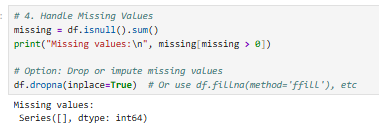 # 4. Handle Missing Values
missing = df.isnull().sum()
print("Missing values:\n", missing[missing > 0])
# Option: Drop or impute missing values
df.dropna(inplace=True)  # Or use df.fillna(method='ffill'), etc
Missing values:
 Series([], dtype: int64)